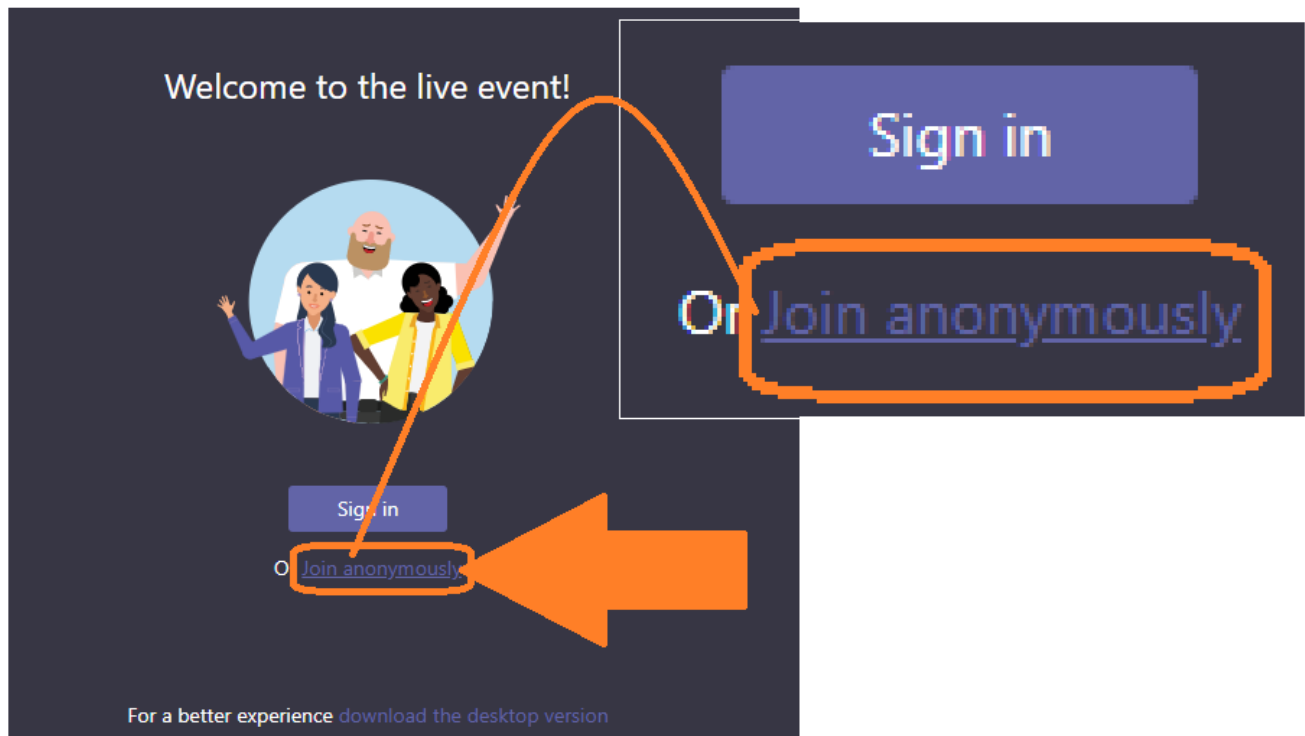 Welcome to the live event!
Sign in
Or Join anonymously
Sign in
O Join anonymously
For a better experience download the desktop version